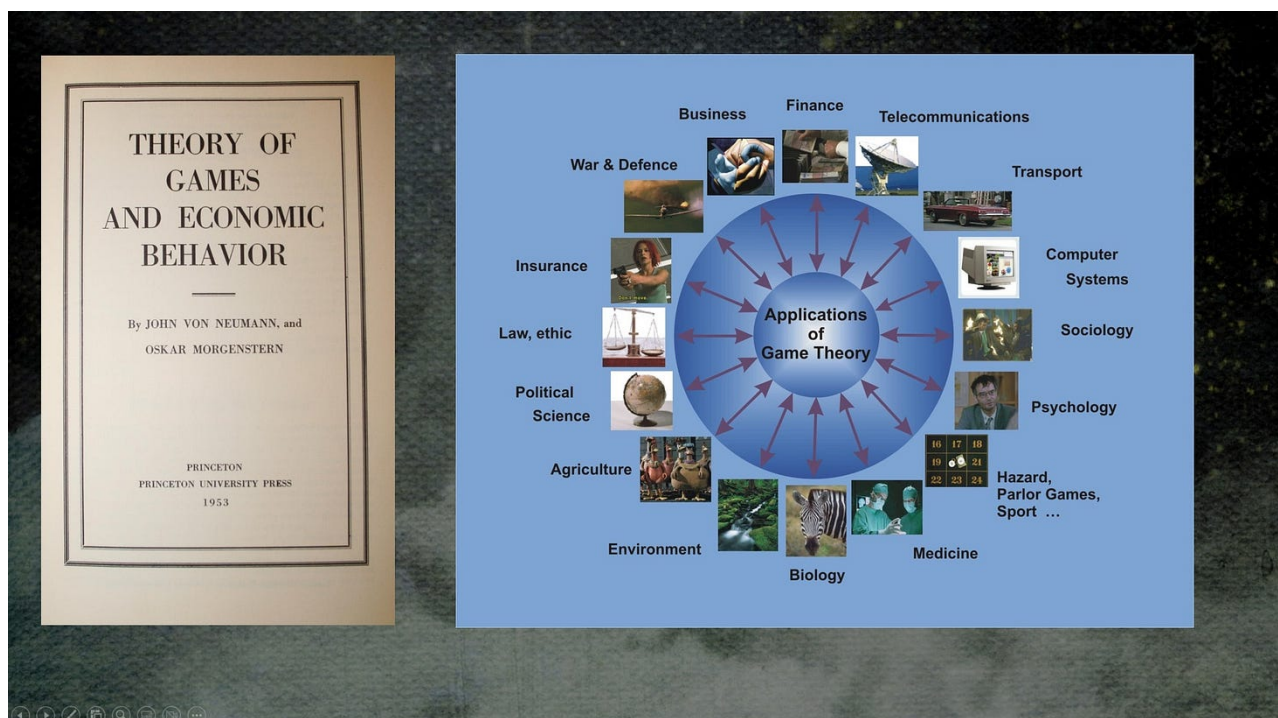 THEORY OF
GAMES
AND ECONOMIC
BEHAVIOR
By JOHN VON NEUMANN, and
OSKAR MORGENSTERN
PRINCETON
PRINCETON UNIVERSITY PRESS
1953
Finance
Business
Telecommunications
War & Defence
Transport
Computer
Systems
Insurance
Don't move.
Law, ethic
Applications
of
Game Theory
Sociology
Political
Science
Psychology
Agriculture
16 17 18
19 21
22 23 24
Hazard,
Parlor Games,
Sport ...
Environment
Medicine
Biology